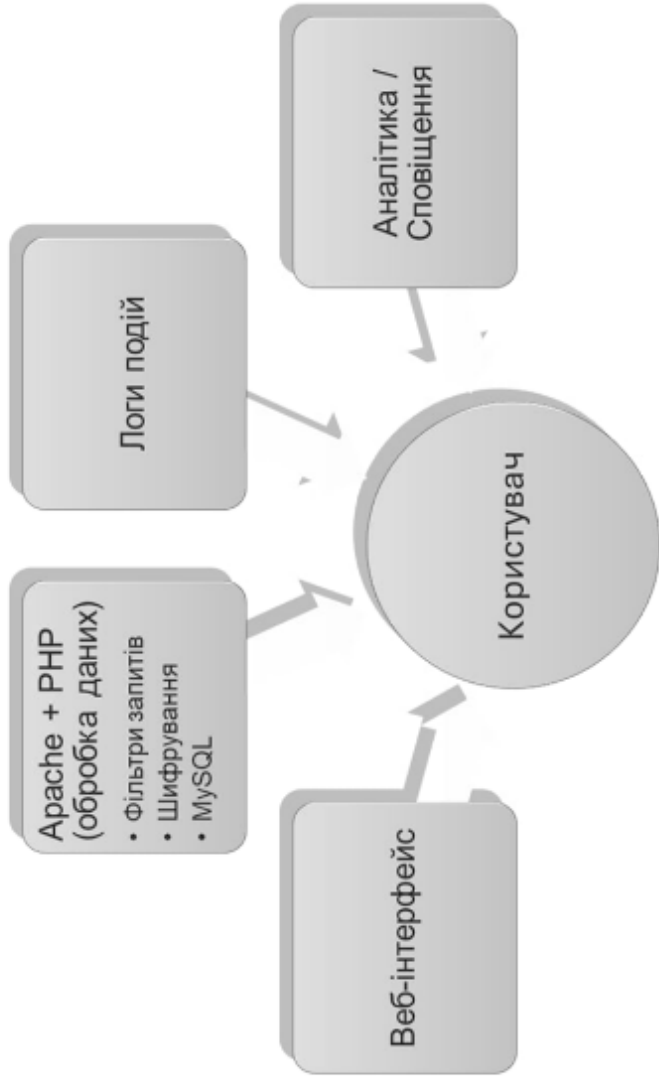 Веб-інтерфейс
Apache + PHP
(обробка даних)
• Фільтри запитів
• Шифрування
• MySQL
Логи подій
Аналітика /
Сповіщення
Користувач